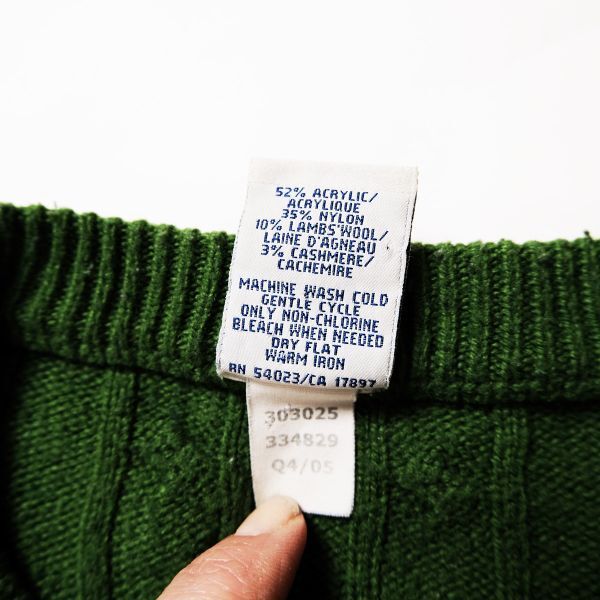 52% ACRYLIC/
ACRYLIQUE
35% NYLON
10% LAMBS'WOOL/
LAINE D'AGNEAU
3% CASHMERE/
CACHEMIRE
MACHINE WASH COLD
GENTLE CYCLE
ONLY NON-CHLORINE
BLEACH WHEN NEEDED
DRY FLAT
WARM IRON
RN 54023/CA 17897
303025
334829
Q4/05